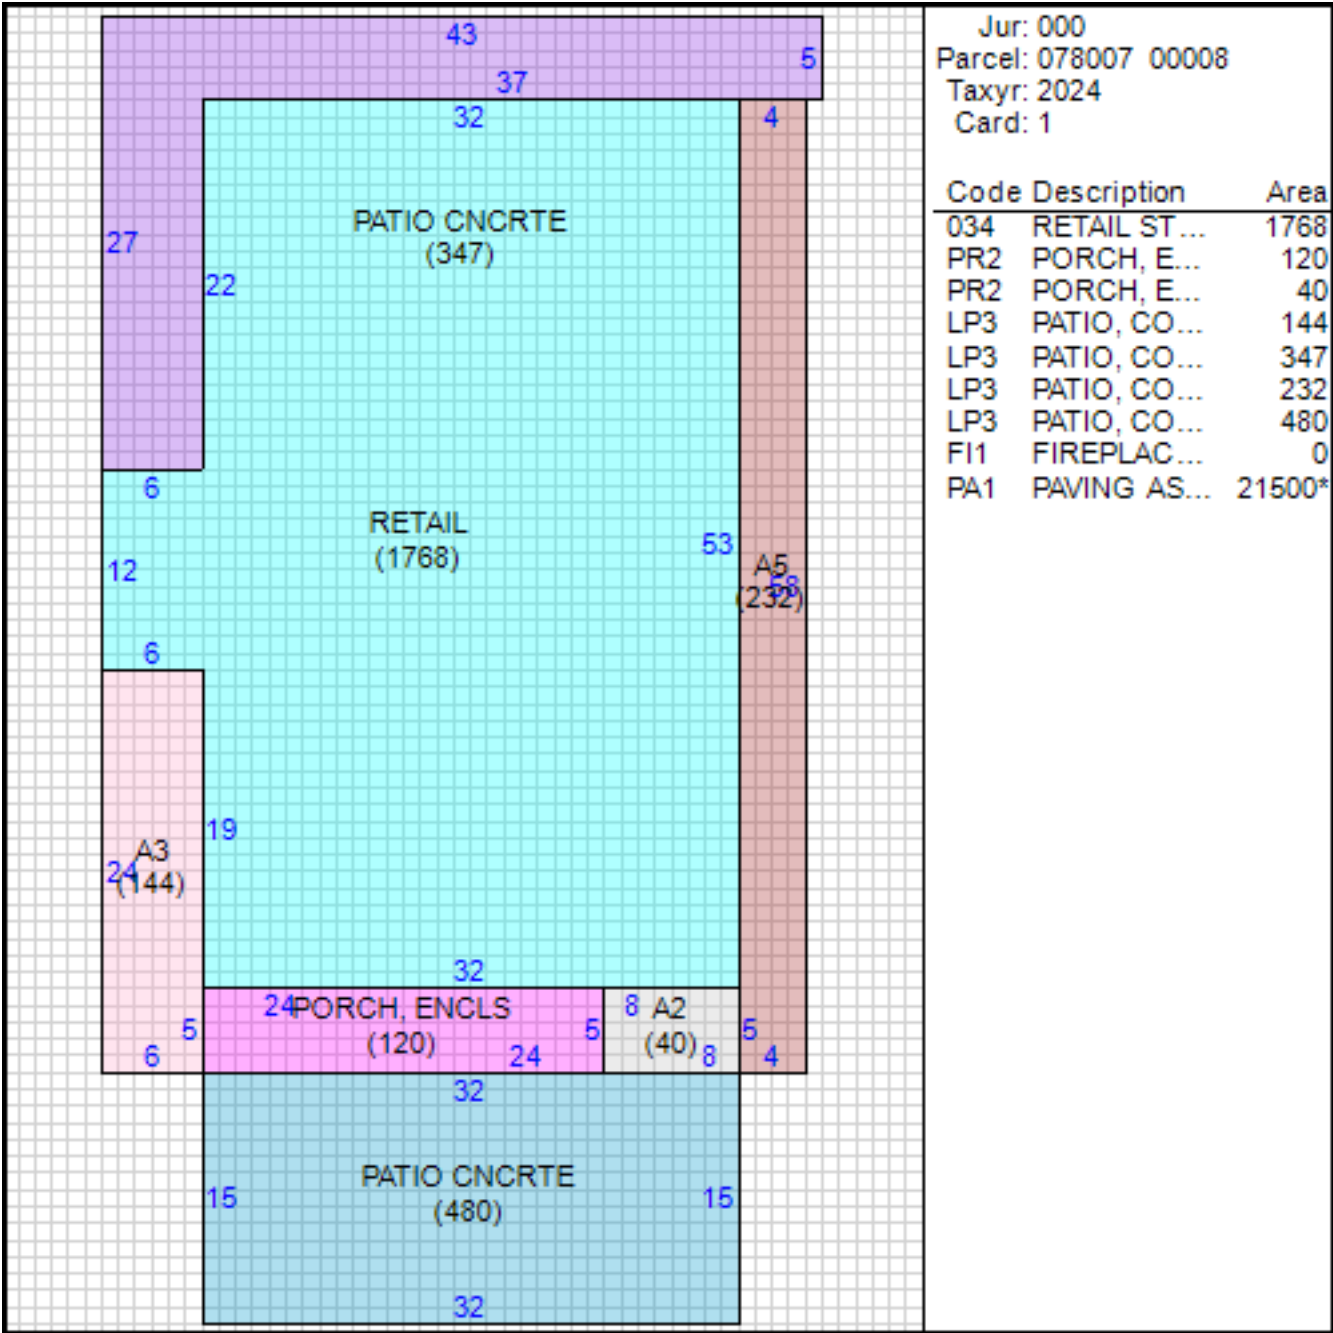 43
5
37
32
4
PATIO CNCRTE
(347)
27
22
6
RETAIL
(1768)
53
12
A5
58
(232)
6
19
A3
24
(144)
32
24
PORCH, ENCLS
8
A2
5
(120)
5
(40)
5
6
24
8
4
32
PATIO CNCRTE
15
(480)
15
32
Jur: 000
Parcel: 078007 00008
Taxyr: 2024
Card: 1
Code Description Area
034 RETAIL ST... 1768
PR2 PORCH, E... 120
PR2 PORCH, E... 40
LP3 PATIO, CO... 144
LP3 PATIO, CO... 347
LP3 PATIO, CO... 232
LP3 PATIO, CO... 480
FI1 FIREPLAC... 0
PA1 PAVING AS... 21500*